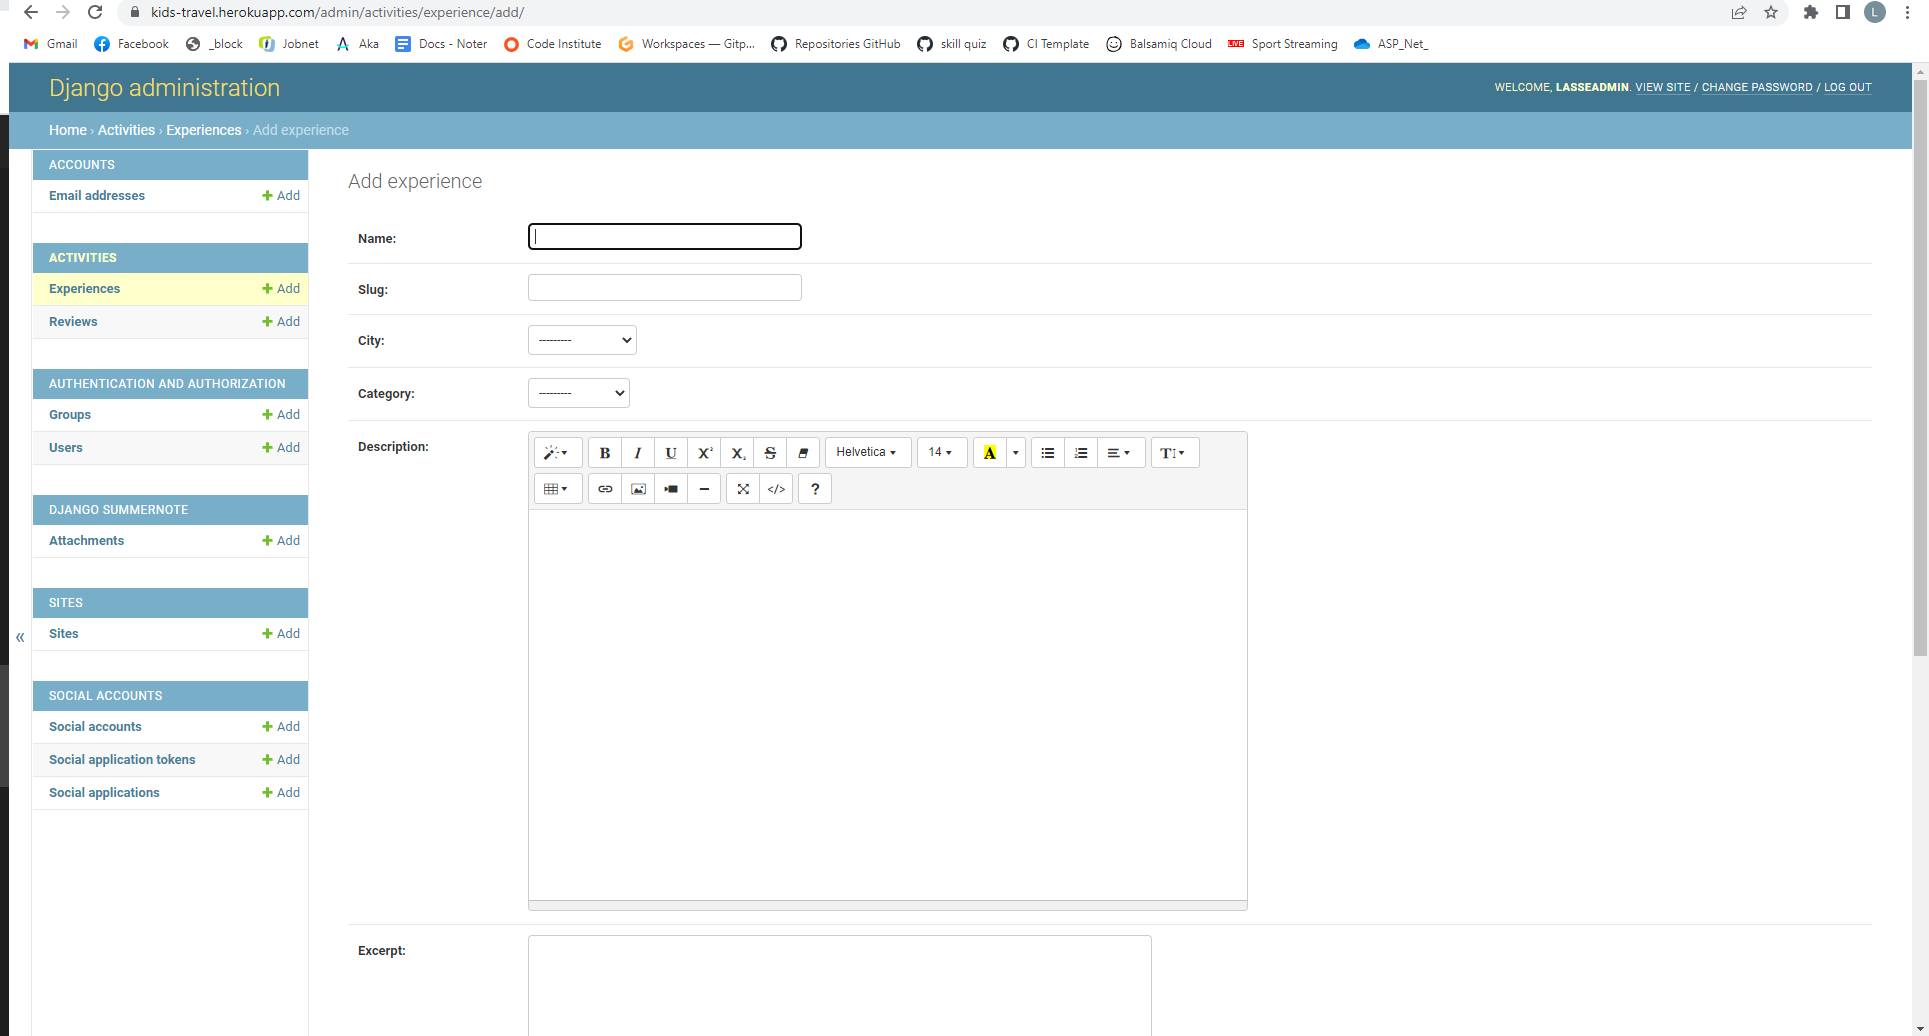 kids-travel.herokuapp.com/admin/activities/experience/add/
L
Gmail Facebook _block Jobnet Aka Docs - Noter Code Institute Workspaces — Gitp... Repositories GitHub skill quiz CI Template Balsamiq Cloud LIVE Sport Streaming ASP_Net_
Django administration
WELCOME, LASSEADMIN. VIEW SITE / CHANGE PASSWORD / LOG OUT
Home › Activities › Experiences › Add experience
«
ACCOUNTS
Email addresses + Add
ACTIVITIES
Experiences + Add
Reviews + Add
AUTHENTICATION AND AUTHORIZATION
Groups + Add
Users + Add
DJANGO SUMMERNOTE
Attachments + Add
SITES
Sites + Add
SOCIAL ACCOUNTS
Social accounts + Add
Social application tokens + Add
Social applications + Add
Add experience
Name:
Slug:
City: ---------
Category: ---------
Description:
B I U X² X₂ S Helvetica 14 A T
</> ?
Excerpt: